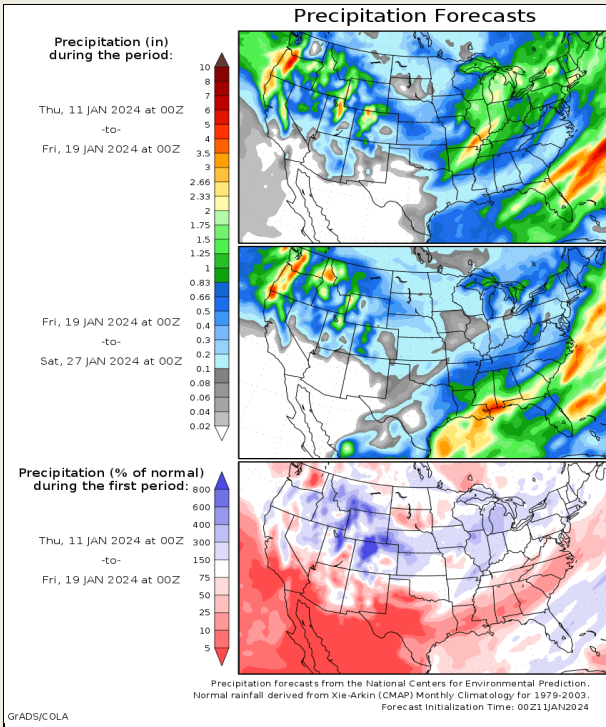 Precipitation Forecasts
Precipitation (in)
during the period:
Thu, 11 JAN 2024 at 00Z
-to-
Fri, 19 JAN 2024 at 00Z
10
8
7
6
5
4
3.5
3
2.66
2.33
2
1.75
1.5
1.25
1
0.83
0.66
0.5
0.4
0.3
0.2
0.1
0.08
0.06
0.04
0.02
Fri, 19 JAN 2024 at 00Z
-to-
Sat, 27 JAN 2024 at 00Z
Precipitation (% of normal)
during the first period:
Thu, 11 JAN 2024 at 00Z
-to-
Fri, 19 JAN 2024 at 00Z
800
600
400
300
150
75
50
25
10
5
Precipitation forecasts from the National Centers for Environmental Prediction.
Normal rainfall derived from Xie-Arkin (CMAP) Monthly Climatology for 1979-2003.
Forecast Initialization Time: 00Z11JAN2024
GrADS/COLA